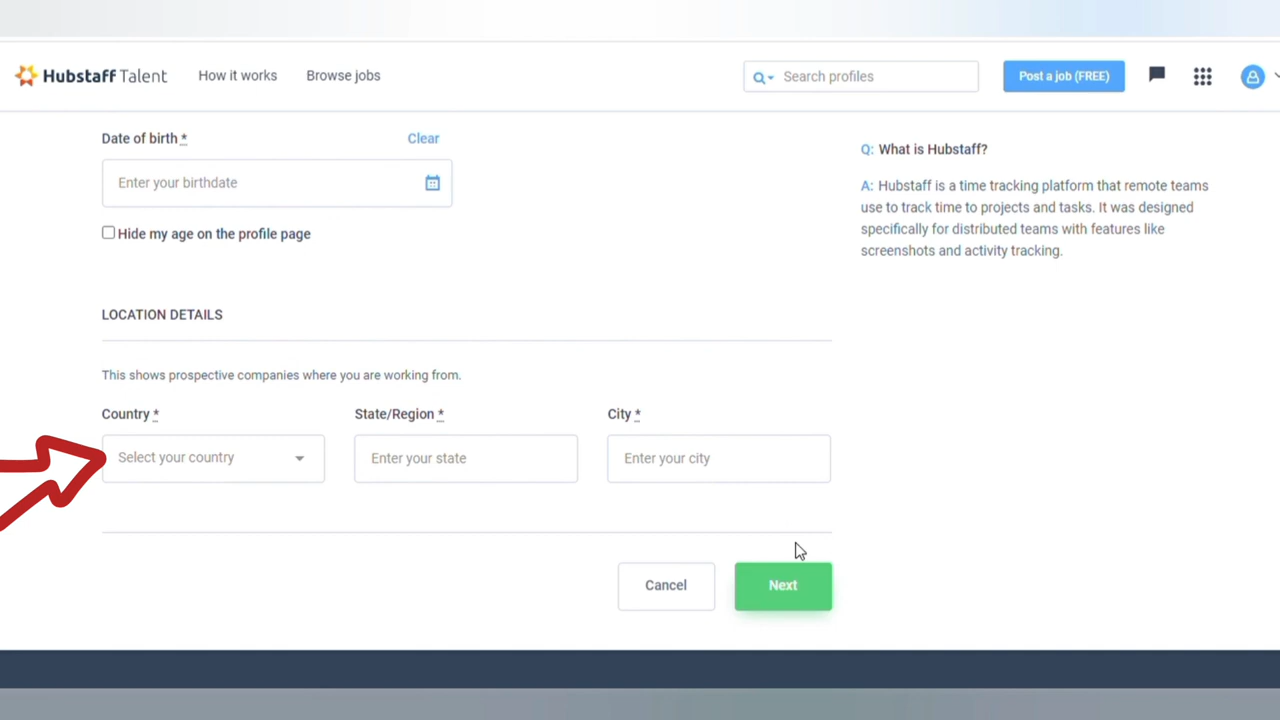 Hubstaff Talent
How it works
Browse jobs
Search profiles
Post a job (FREE)
Date of birth *
Clear
Enter your birthdate
Hide my age on the profile page
Q: What is Hubstaff?
A: Hubstaff is a time tracking platform that remote teams
use to track time to projects and tasks. It was designed
specifically for distributed teams with features like
screenshots and activity tracking.
LOCATION DETAILS
This shows prospective companies where you are working from.
Country *
State/Region *
City *
Select your country
Enter your state
Enter your city
Cancel
Next